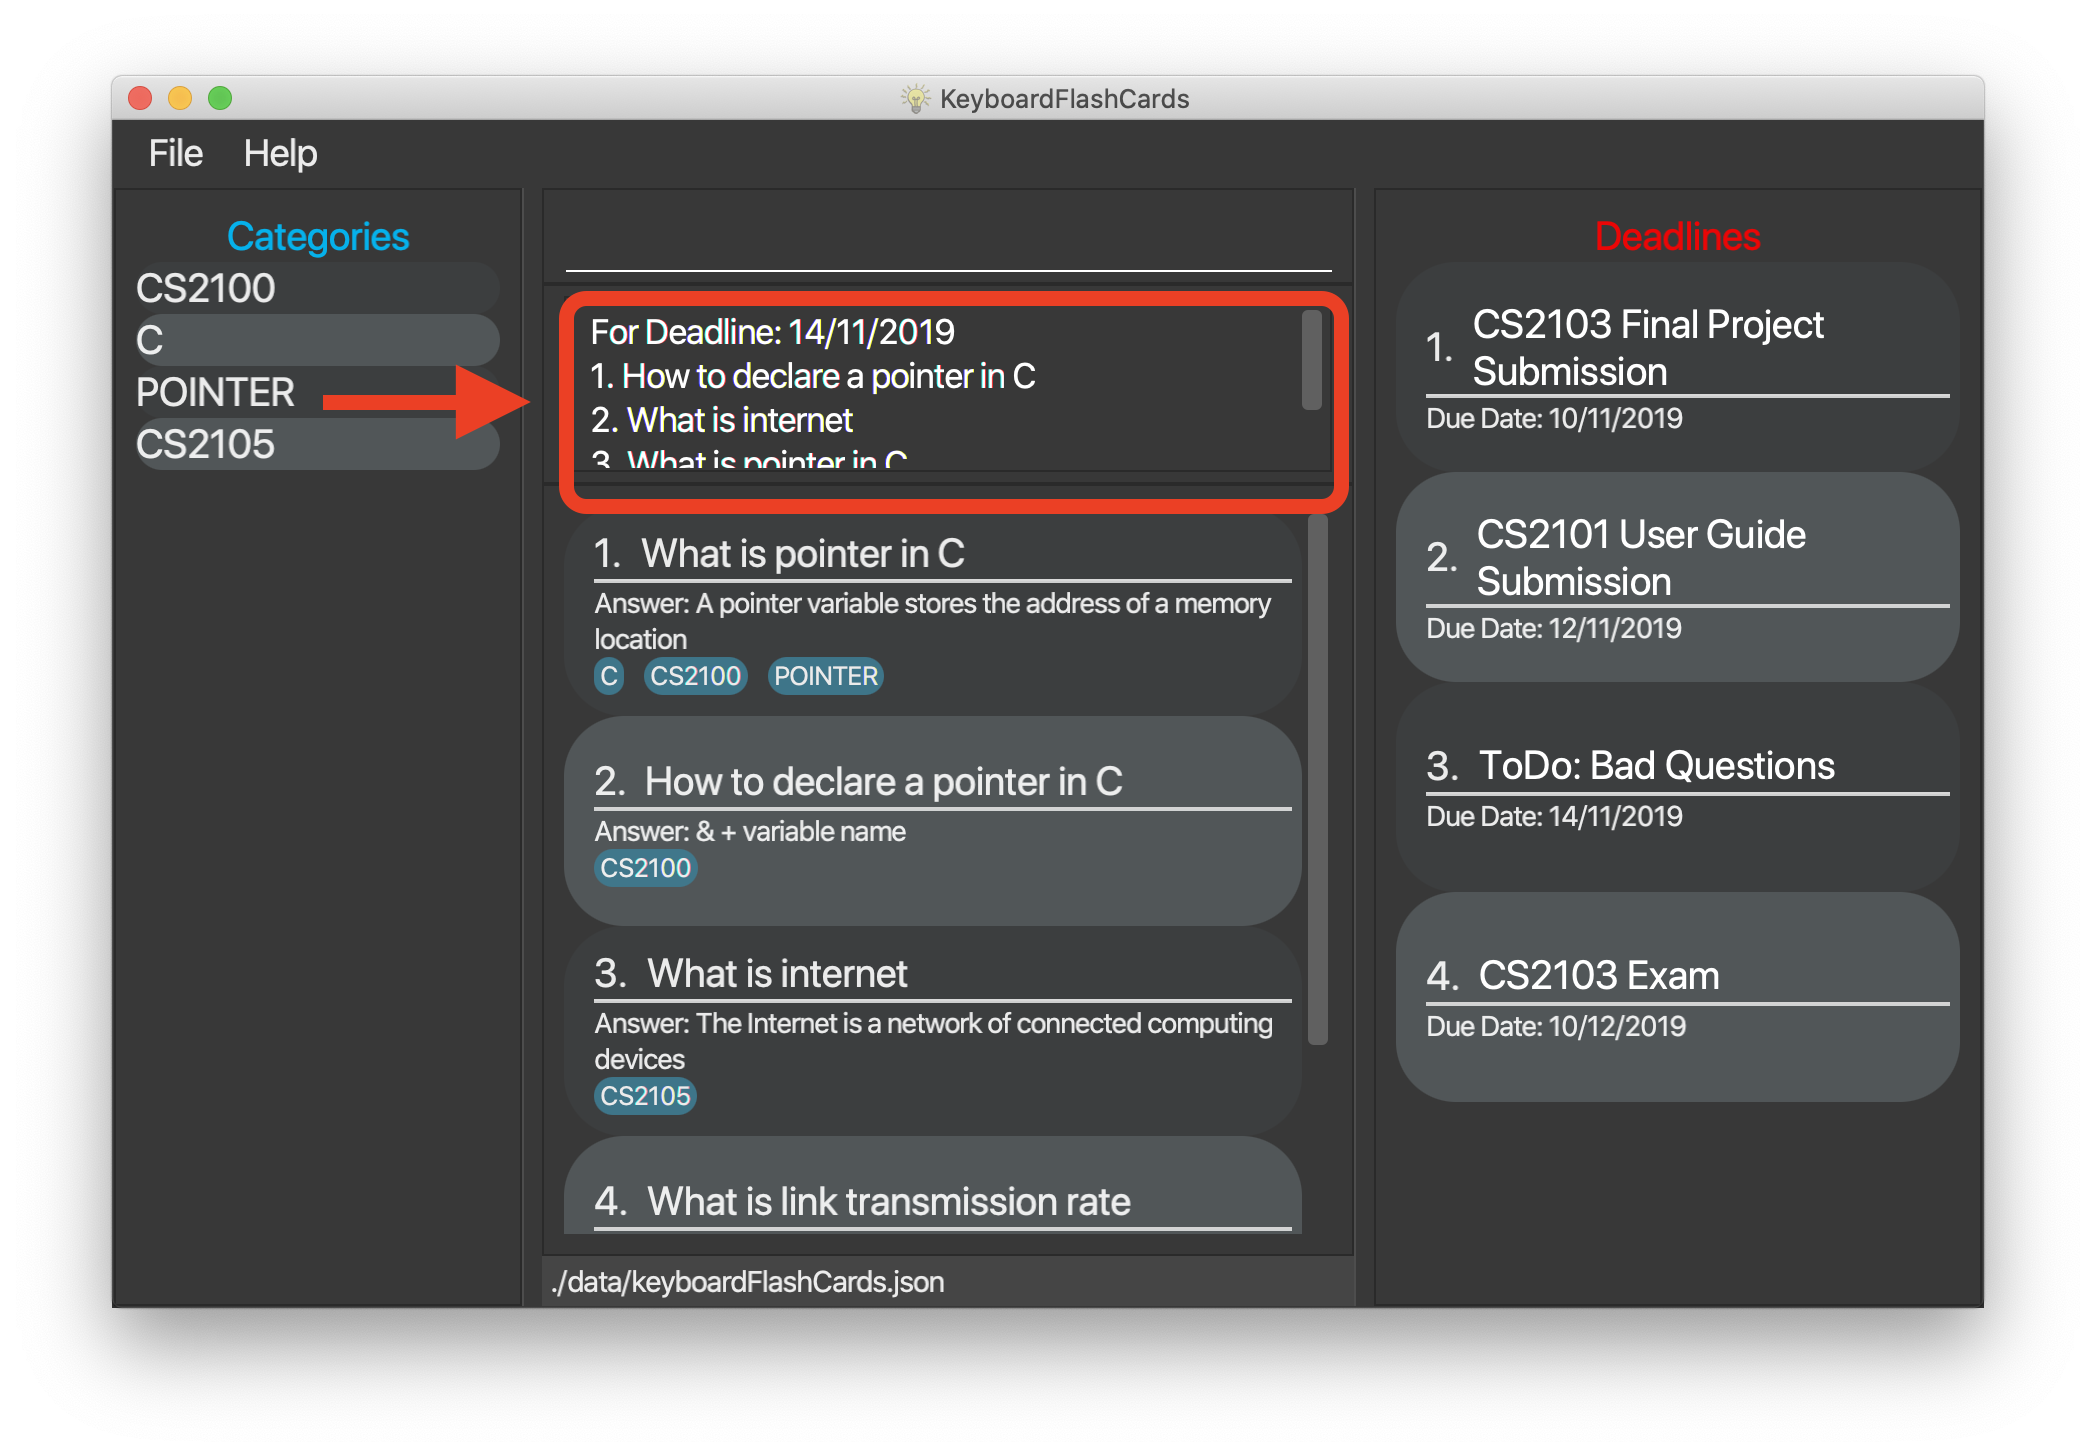 KeyboardFlashCards
File Help
Categories
CS2100
C
POINTER
CS2105
For Deadline: 14/11/2019
1. How to declare a pointer in C
2. What is internet
3. What is pointer in C
1. What is pointer in C
Answer: A pointer variable stores the address of a memory
location
C CS2100 POINTER
2. How to declare a pointer in C
Answer: & + variable name
CS2100
3. What is internet
Answer: The Internet is a network of connected computing
devices
CS2105
4. What is link transmission rate
./data/keyboardFlashCards.json
Deadlines
1. CS2103 Final Project
Submission
Due Date: 10/11/2019
2. CS2101 User Guide
Submission
Due Date: 12/11/2019
3. ToDo: Bad Questions
Due Date: 14/11/2019
4. CS2103 Exam
Due Date: 10/12/2019